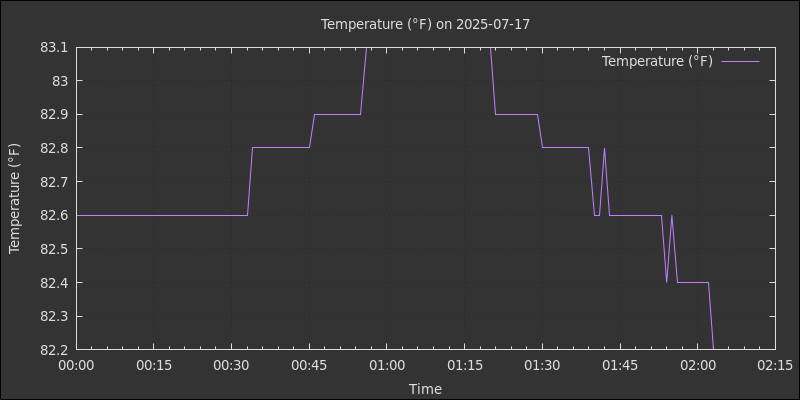 Temperature (°F) on 2025-07-17
Temperature (°F)
83.1
83
82.9
82.8
82.7
82.6
82.5
82.4
82.3
82.2
Temperature (°F)
00:00 00:15 00:30 00:45 01:00 01:15 01:30 01:45 02:00 02:15
Time